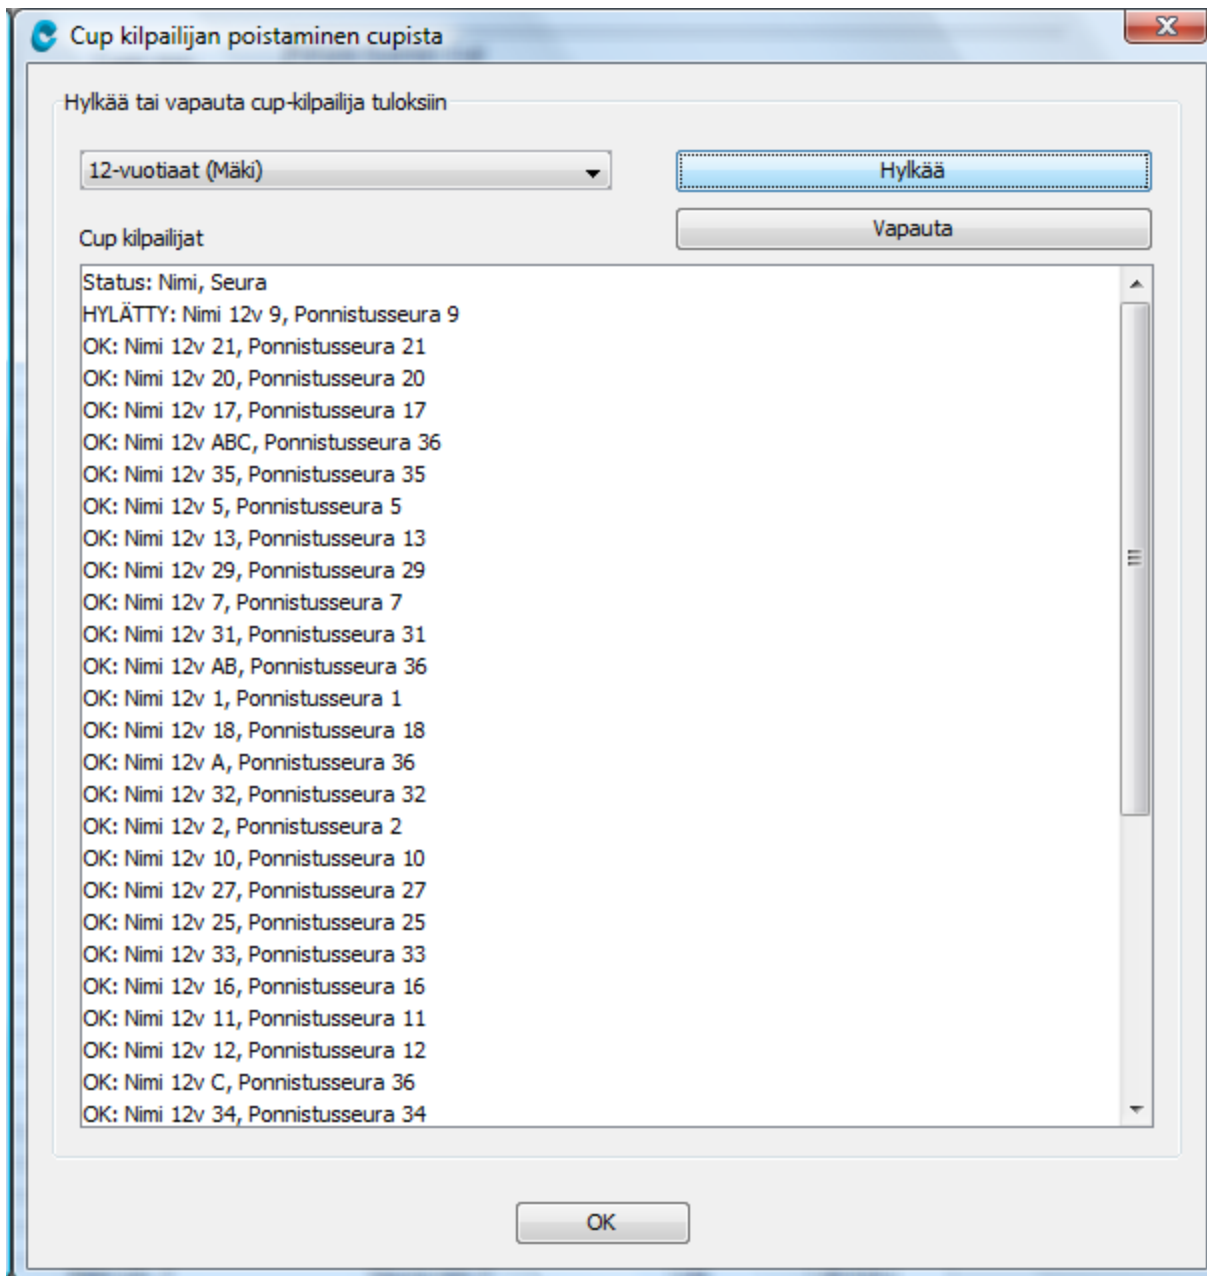 Cup kilpailijan poistaminen cupista
Hylkää tai vapauta cup-kilpailija tuloksiin
12-vuotiaat (Mäki)
Hylkää
Vapauta
Cup kilpailijat
Status: Nimi, Seura
HYLÄTTY: Nimi 12v 9, Ponnistusseura 9
OK: Nimi 12v 21, Ponnistusseura 21
OK: Nimi 12v 20, Ponnistusseura 20
OK: Nimi 12v 17, Ponnistusseura 17
OK: Nimi 12v ABC, Ponnistusseura 36
OK: Nimi 12v 35, Ponnistusseura 35
OK: Nimi 12v 5, Ponnistusseura 5
OK: Nimi 12v 13, Ponnistusseura 13
OK: Nimi 12v 29, Ponnistusseura 29
OK: Nimi 12v 7, Ponnistusseura 7
OK: Nimi 12v 31, Ponnistusseura 31
OK: Nimi 12v AB, Ponnistusseura 36
OK: Nimi 12v 1, Ponnistusseura 1
OK: Nimi 12v 18, Ponnistusseura 18
OK: Nimi 12v A, Ponnistusseura 36
OK: Nimi 12v 32, Ponnistusseura 32
OK: Nimi 12v 2, Ponnistusseura 2
OK: Nimi 12v 10, Ponnistusseura 10
OK: Nimi 12v 27, Ponnistusseura 27
OK: Nimi 12v 25, Ponnistusseura 25
OK: Nimi 12v 33, Ponnistusseura 33
OK: Nimi 12v 16, Ponnistusseura 16
OK: Nimi 12v 11, Ponnistusseura 11
OK: Nimi 12v 12, Ponnistusseura 12
OK: Nimi 12v C, Ponnistusseura 36
OK: Nimi 12v 34, Ponnistusseura 34
OK